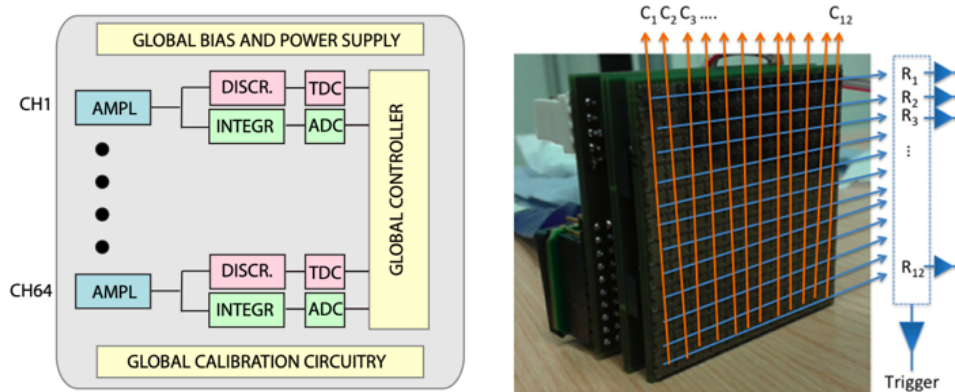 GLOBAL BIAS AND POWER SUPPLY
CH1
AMPL
DISCR.
TDC
INTEGR
ADC
GLOBAL CONTROLLER
CH64
AMPL
DISCR.
TDC
INTEGR
ADC
GLOBAL CALIBRATION CIRCUITRY
C1 C2 C3 .... C12
R1
R2
R3
⋮
R12
Trigger